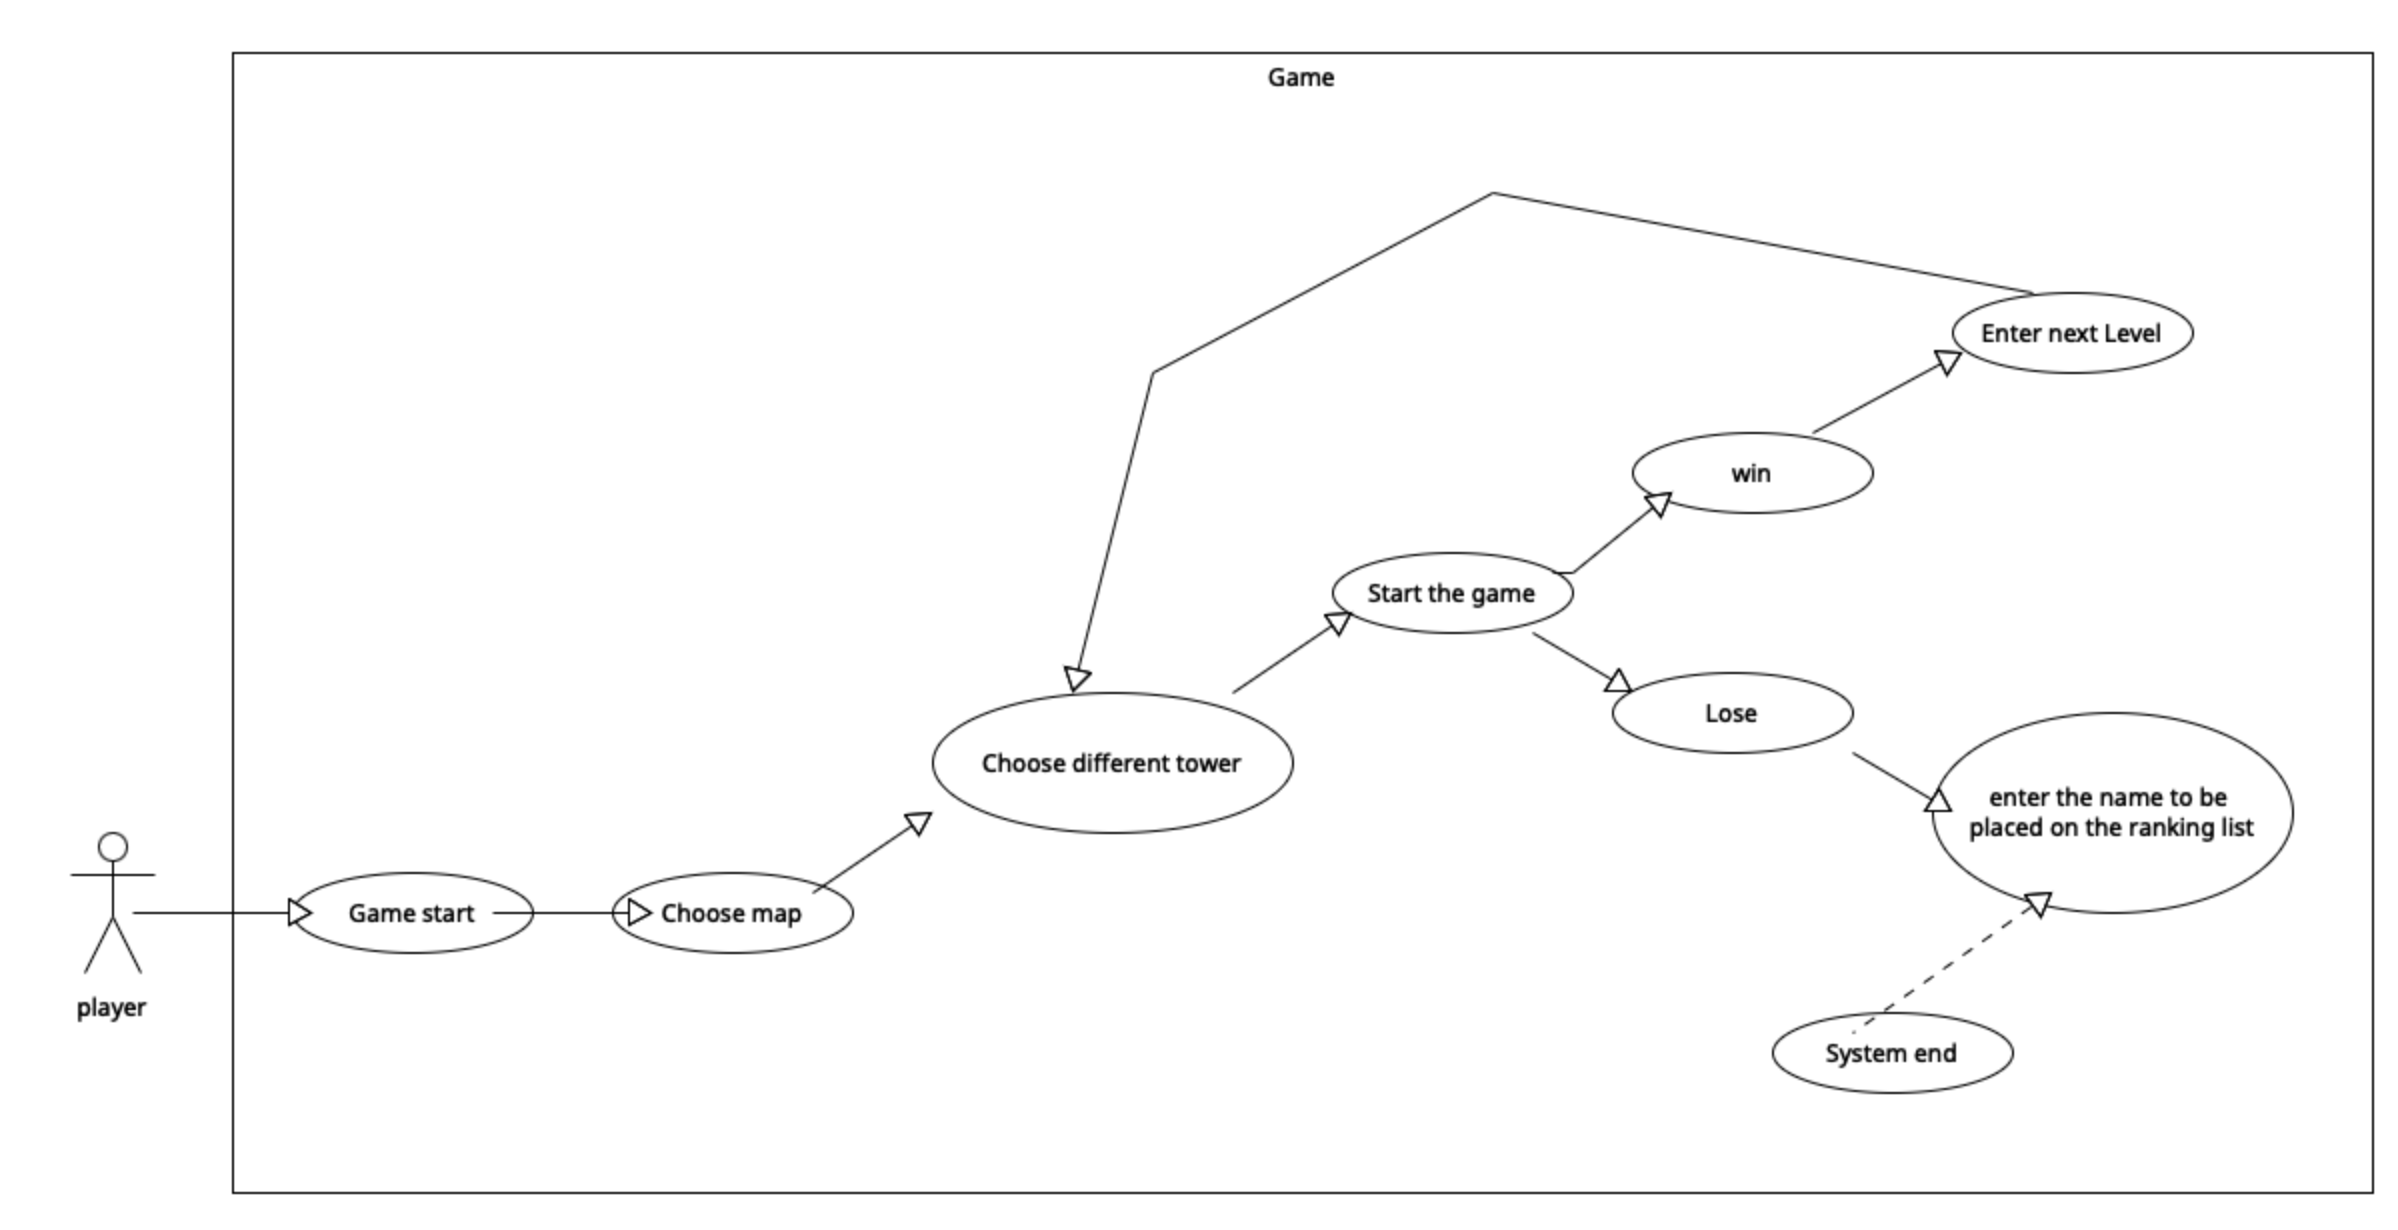 Game
Enter next Level
win
Start the game
Lose
Choose different tower
enter the name to be
placed on the ranking list
Game start
Choose map
player
System end